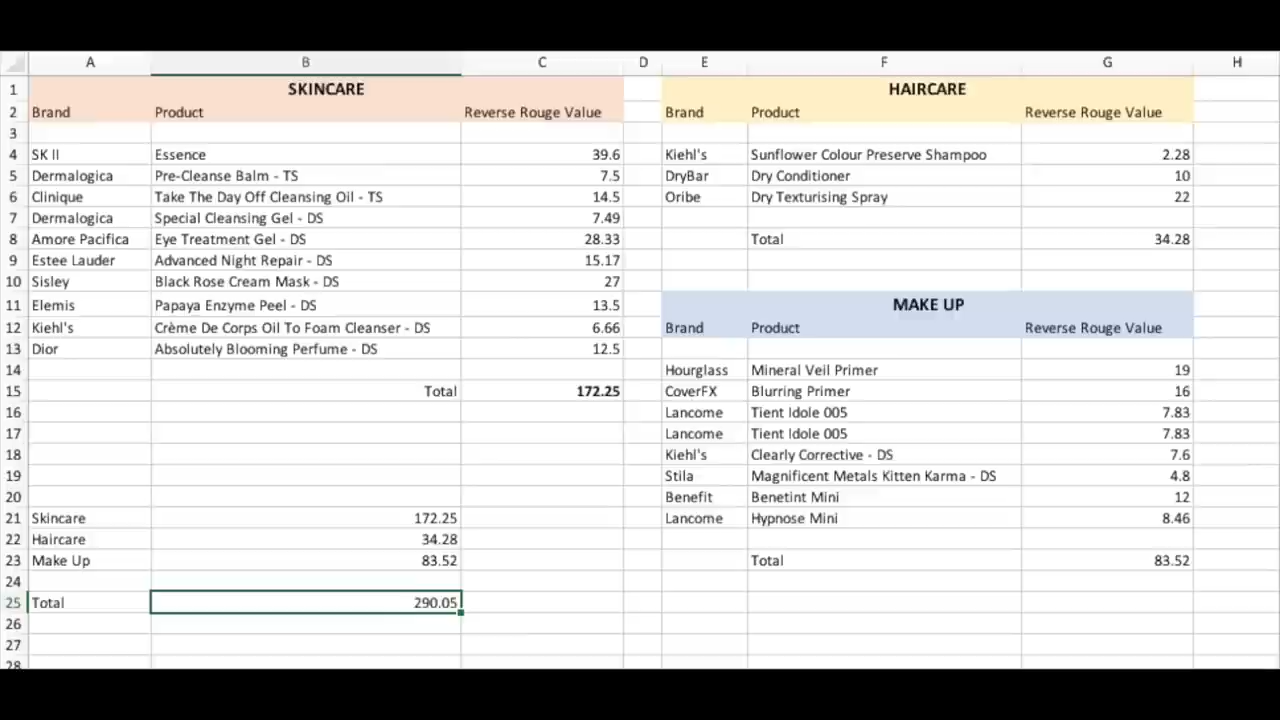 A B C D E F G H
1 SKINCARE HAIRCARE
2 Brand Product Reverse Rouge Value Brand Product Reverse Rouge Value
3
4 SK II Essence 39.6 Kiehl's Sunflower Colour Preserve Shampoo 2.28
5 Dermalogica Pre-Cleanse Balm - TS 7.5 DryBar Dry Conditioner 10
6 Clinique Take The Day Off Cleansing Oil - TS 14.5 Oribe Dry Texturising Spray 22
7 Dermalogica Special Cleansing Gel - DS 7.49
8 Amore Pacifica Eye Treatment Gel - DS 28.33 Total 34.28
9 Estee Lauder Advanced Night Repair - DS 15.17
10 Sisley Black Rose Cream Mask - DS 27
11 Elemis Papaya Enzyme Peel - DS 13.5 MAKE UP
12 Kiehl's Crème De Corps Oil To Foam Cleanser - DS 6.66 Brand Product Reverse Rouge Value
13 Dior Absolutely Blooming Perfume - DS 12.5
14 Hourglass Mineral Veil Primer 19
15 Total 172.25 CoverFX Blurring Primer 16
16 Lancome Tient Idole 005 7.83
17 Lancome Tient Idole 005 7.83
18 Kiehl's Clearly Corrective - DS 7.6
19 Stila Magnificent Metals Kitten Karma - DS 4.8
20 Benefit Benetint Mini 12
21 Skincare 172.25 Lancome Hypnose Mini 8.46
22 Haircare 34.28
23 Make Up 83.52 Total 83.52
24
25 Total 290.05
26
27
28